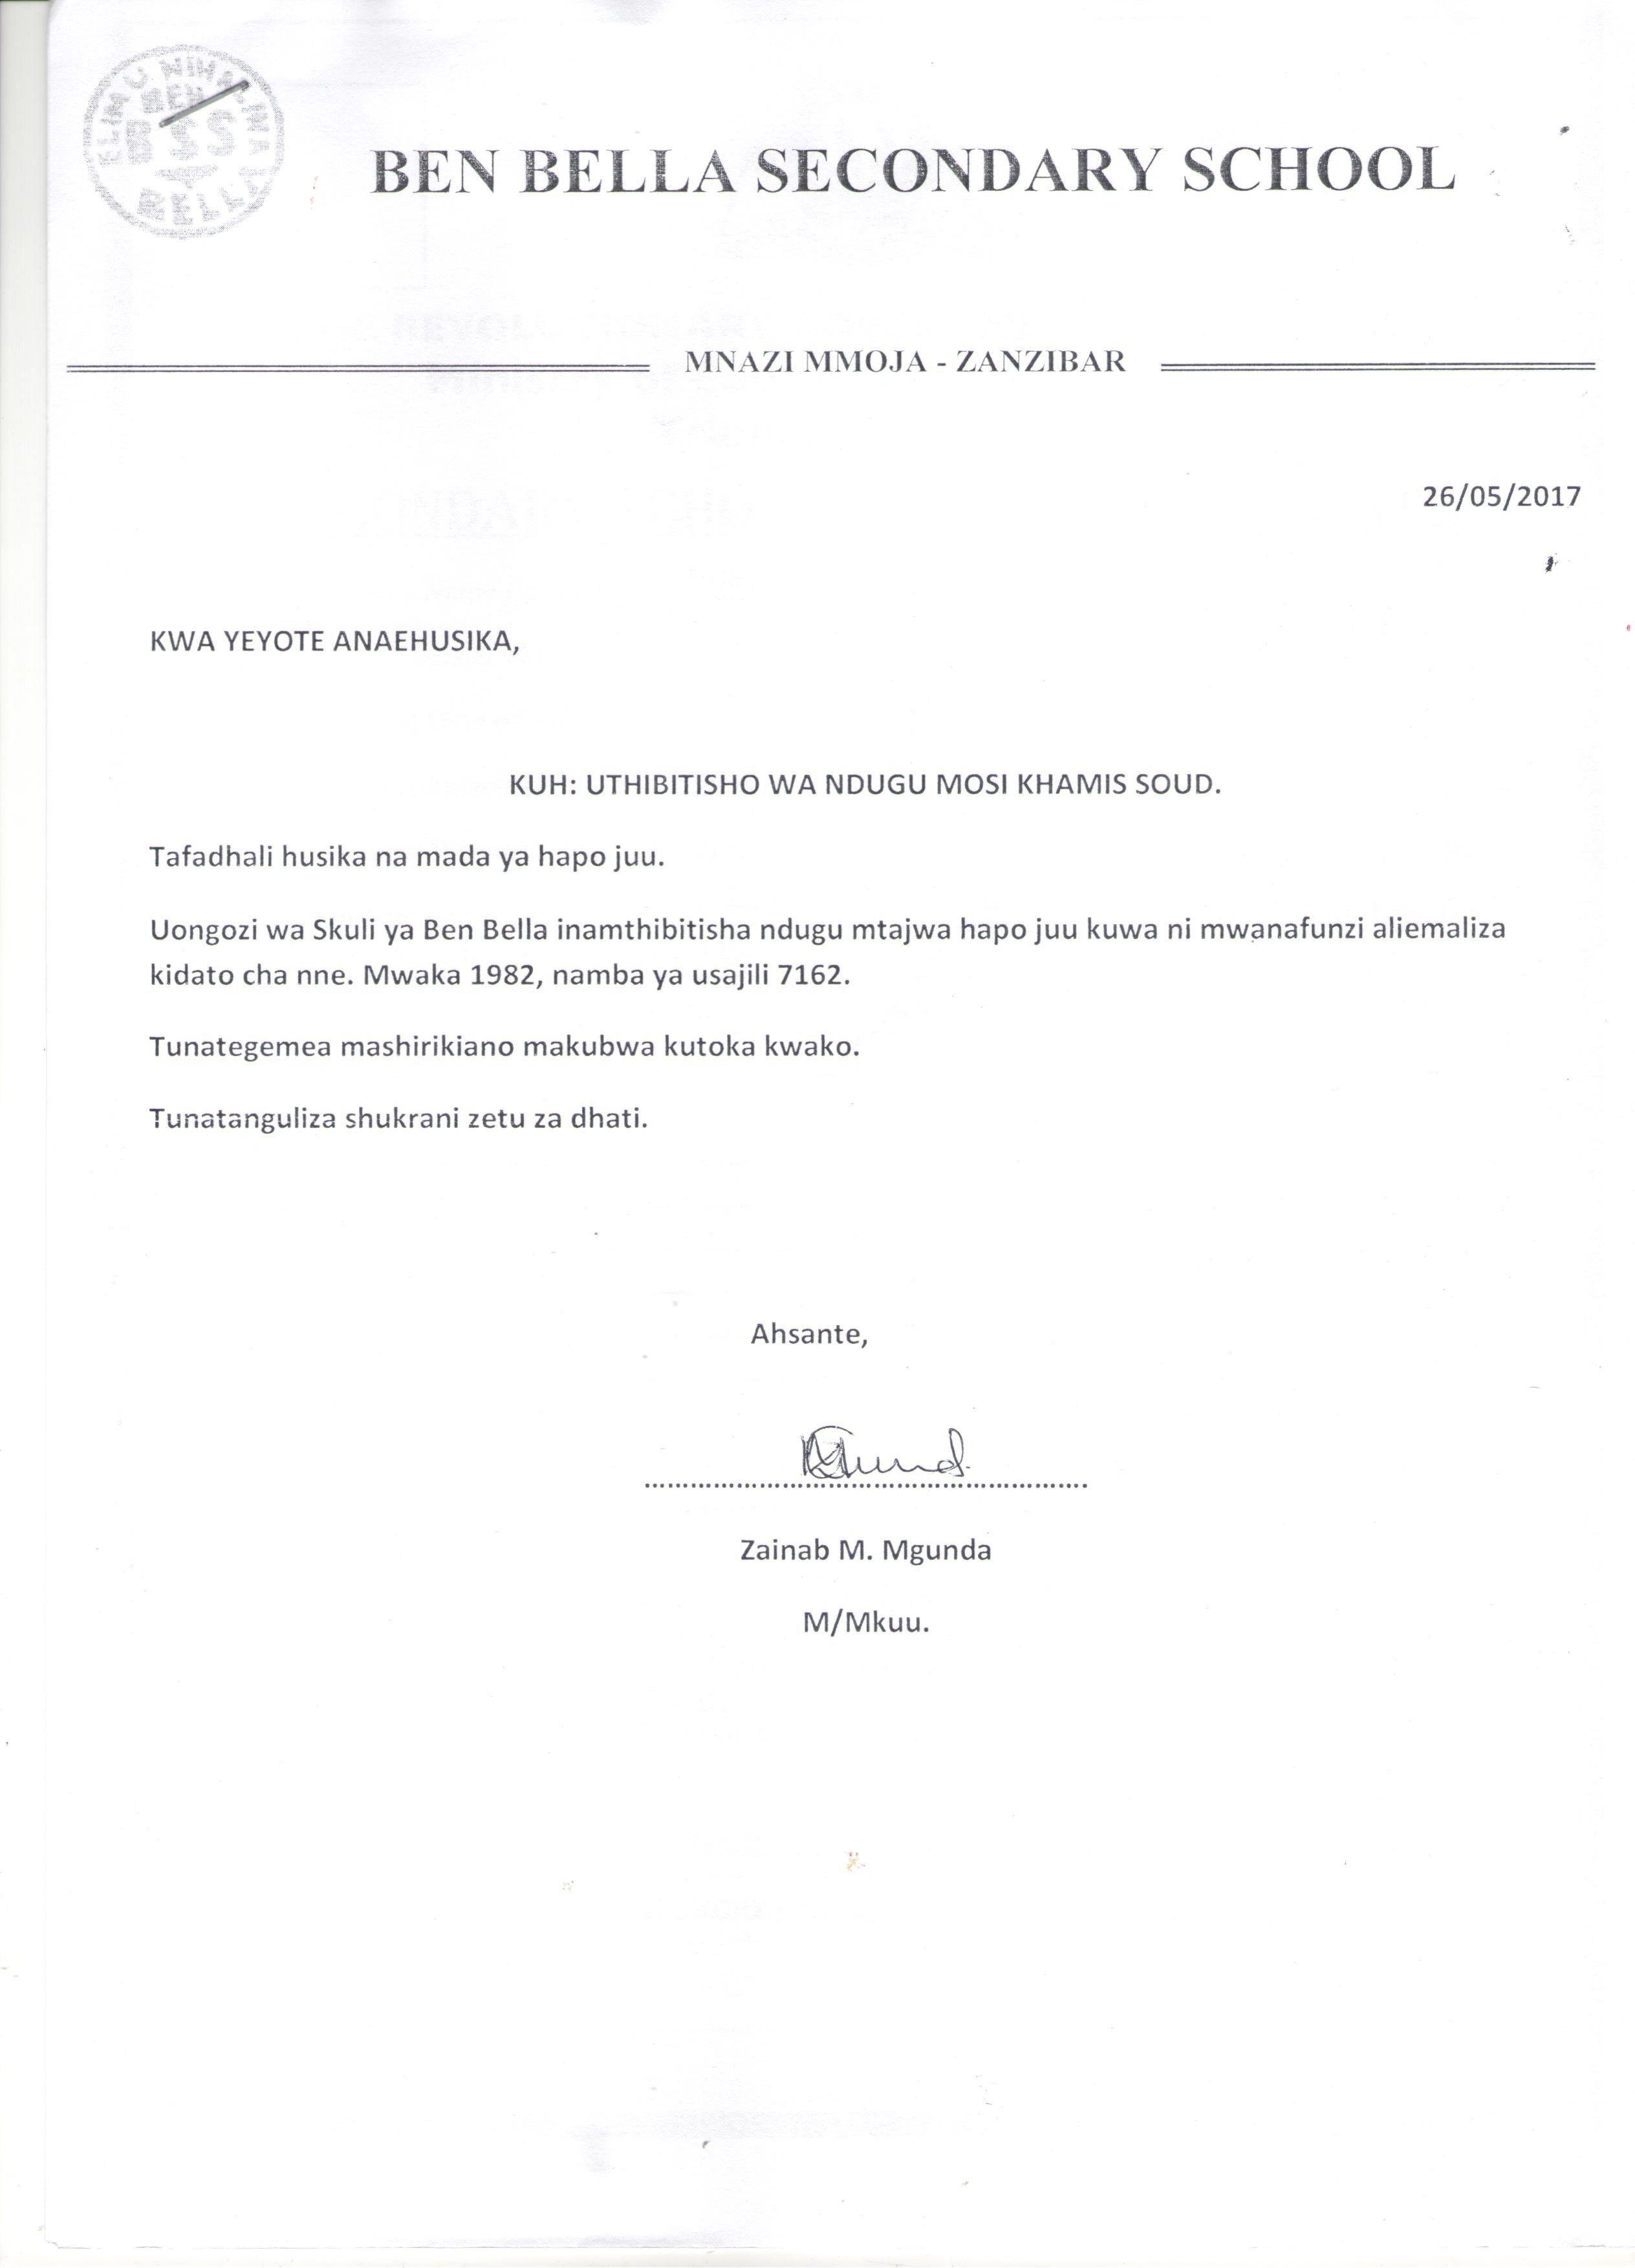 ELIMU NI
BEN
BSS
BELLA
BEN BELLA SECONDARY SCHOOL
MNAZI MMOJA - ZANZIBAR
26/05/2017
KWA YEYOTE ANAEHUSIKA,
KUH: UTHIBITISHO WA NDUGU MOSI KHAMIS SOUD.
Tafadhali husika na mada ya hapo juu.
Uongozi wa Skuli ya Ben Bella inamthibitisha ndugu mtajwa hapo juu kuwa ni mwanafunzi aliemaliza
kidato cha nne. Mwaka 1982, namba ya usajili 7162.
Tunategemea mashirikiano makubwa kutoka kwako.
Tunatanguliza shukrani zetu za dhati.
Ahsante,
Zainab M. Mgunda
M/Mkuu.